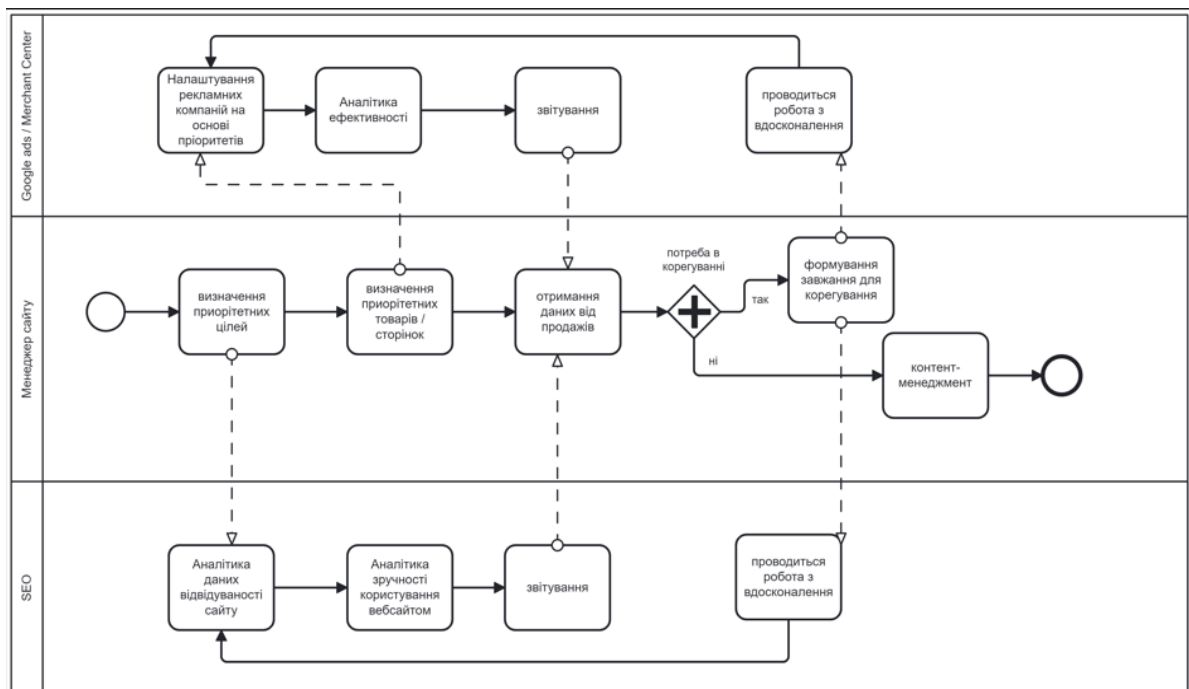 Google ads / Merchant Center
Налаштування
рекламних
компаній на
основі
пріоритетів
Аналітика
ефективності
звітування
проводиться
робота з
вдосконалення
Менеджер сайту
визначення
приорітетних
цілей
визначення
приорітетних
товарів /
сторінок
отримання
даних від
продажів
потреба в
корегуванні
так
ні
формування
завжання для
корегування
контент-
менеджмент
SEO
Аналітика
даних
відвідуваності
сайту
Аналітика
зручності
користування
вебсайтом
звітування
проводиться
робота з
вдосконалення